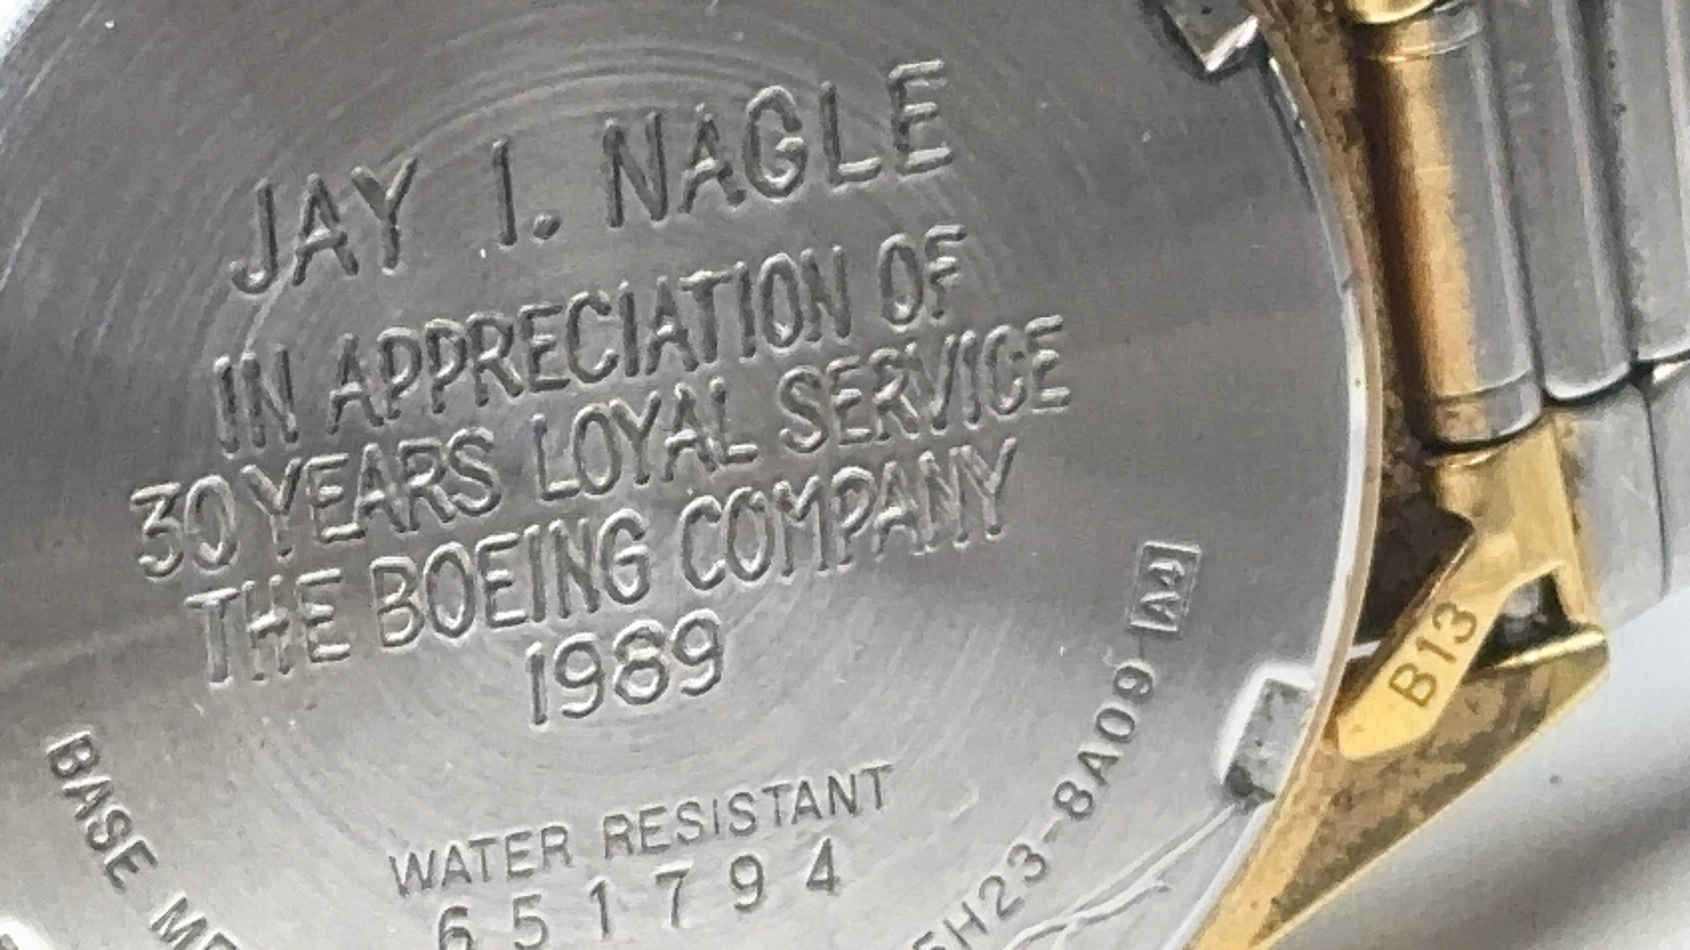 JAY I. NAGLE
IN APPRECIATION OF
30 YEARS LOYAL SERVICE
THE BOEING COMPANY
1989
WATER RESISTANT
651794
BASE
5H23-8A09 A4
B13